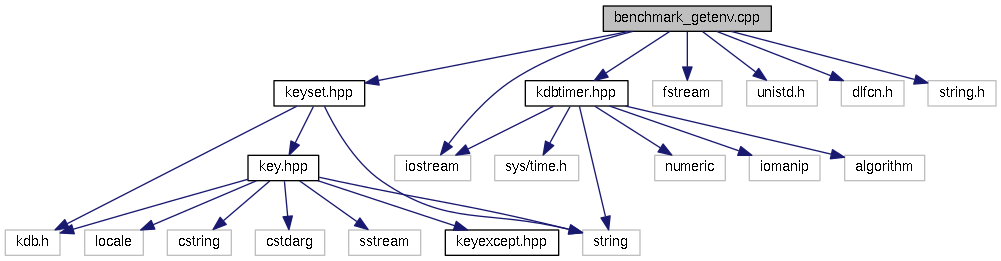 benchmark_getenv.cpp
keyset.hpp
kdbtimer.hpp
fstream
unistd.h
dlfcn.h
string.h
key.hpp
iostream
sys/time.h
numeric
iomanip
algorithm
kdb.h
locale
cstring
cstdarg
sstream
keyexcept.hpp
string